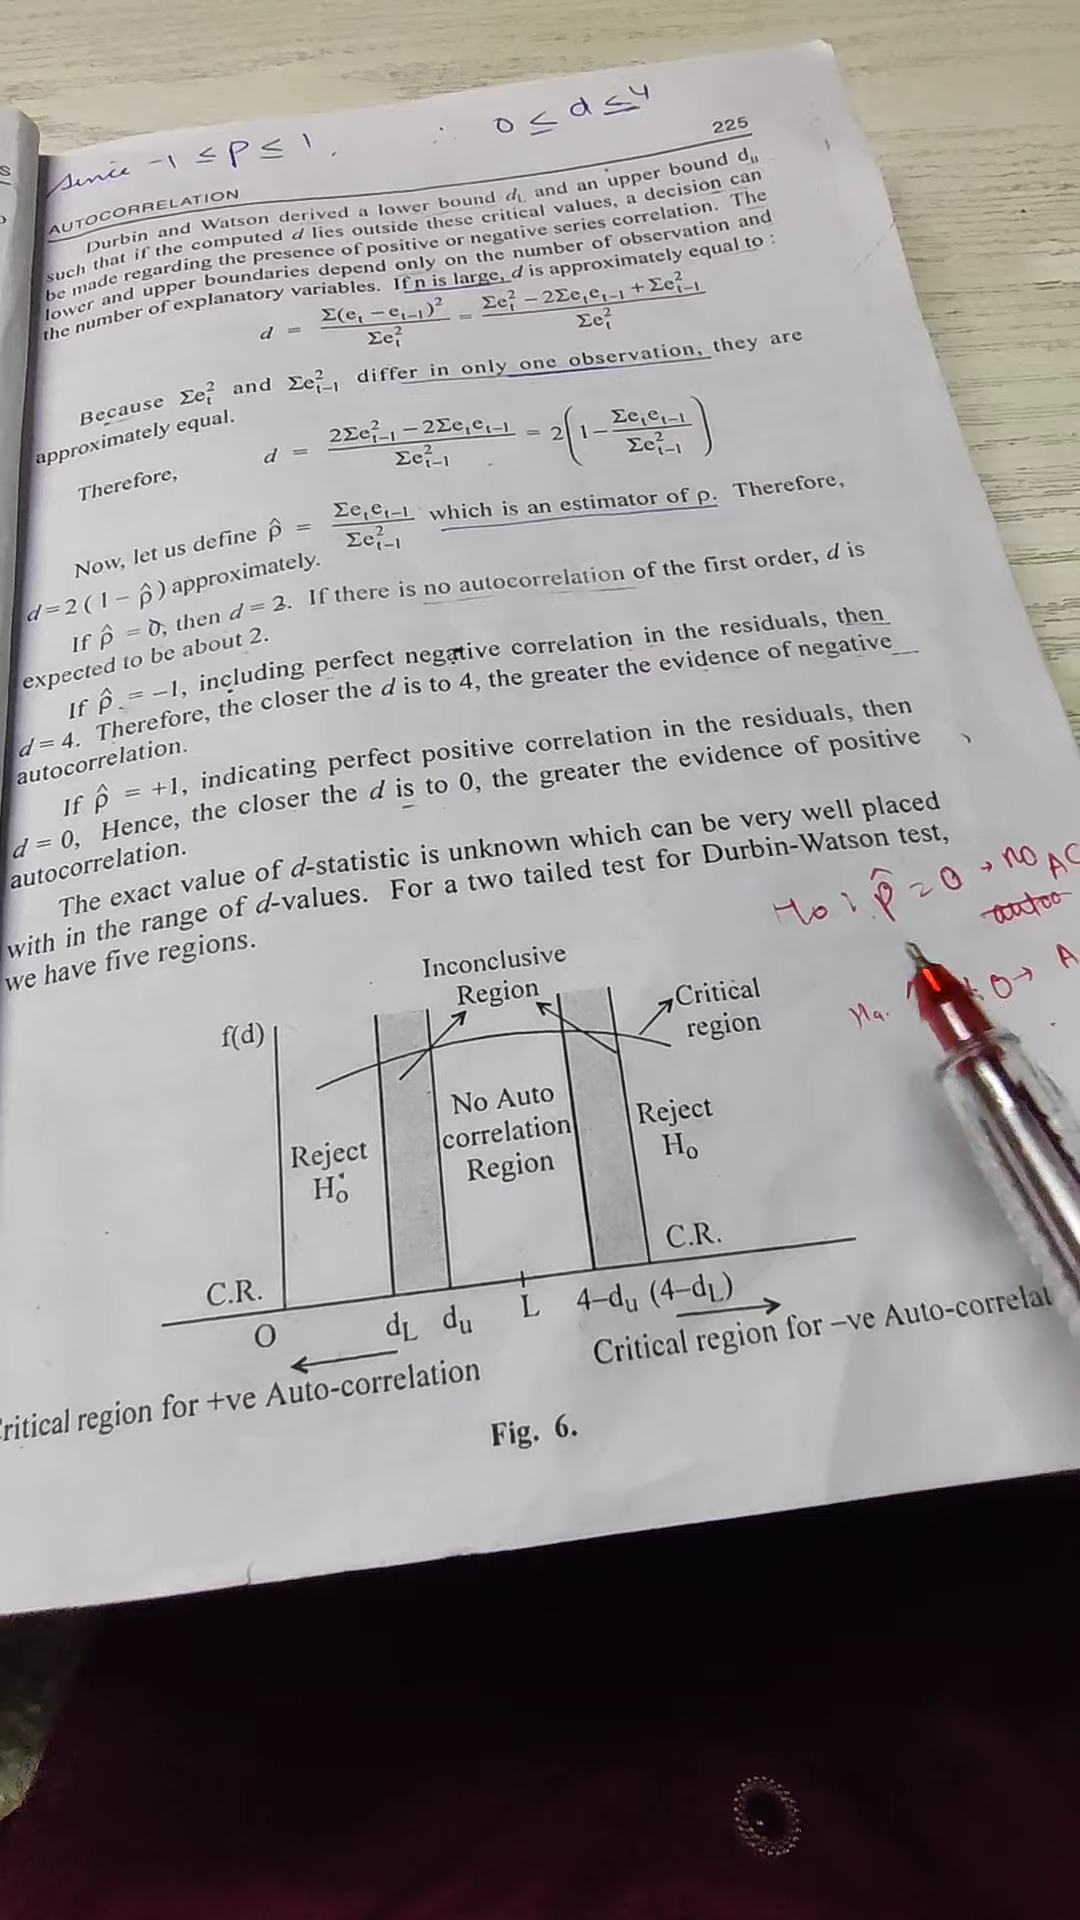 since -1 ≤ ρ ≤ 1 . ∴ 0 ≤ d ≤ 4
225
AUTOCORRELATION
Durbin and Watson derived a lower bound d_L and an upper bound d_u
such that if the computed d lies outside these critical values, a decision can
be made regarding the presence of positive or negative series correlation. The
lower and upper boundaries depend only on the number of observation and
the number of explanatory variables. If n is large, d is approximately equal to :
d = Σ(e_t − e_{t−1})² / Σe_t² = (Σe_t² − 2Σe_t e_{t−1} + Σe²_{t−1}) / Σe_t²
Because Σe_t² and Σe²_{t−1} differ in only one observation, they are
approximately equal.
Therefore,
d = (2Σe²_{t−1} − 2Σe_t e_{t−1}) / Σe²_{t−1} = 2(1 − Σe_t e_{t−1} / Σe²_{t−1})
Now, let us define ρ̂ = Σe_t e_{t−1} / Σe²_{t−1} which is an estimator of ρ. Therefore,
d = 2 ( 1 − ρ̂ ) approximately.
If ρ̂ = 0, then d = 2. If there is no autocorrelation of the first order, d is
expected to be about 2.
If ρ̂ = −1, including perfect negative correlation in the residuals, then
d = 4. Therefore, the closer the d is to 4, the greater the evidence of negative
autocorrelation.
If ρ̂ = +1, indicating perfect positive correlation in the residuals, then
d = 0, Hence, the closer the d is to 0, the greater the evidence of positive
autocorrelation.
The exact value of d-statistic is unknown which can be very well placed
with in the range of d-values. For a two tailed test for Durbin-Watson test,
we have five regions.
Ho : ρ̂ = 0 → no AC
Ha. 0 → A
Inconclusive
Region
Critical
region
f(d)
No Auto
correlation
Region
Reject
H₀
Reject
H₀
C.R.
C.R.
O d_L d_u L 4–d_u (4–d_L)
ritical region for +ve Auto-correlation
Critical region for –ve Auto-correlat
Fig. 6.